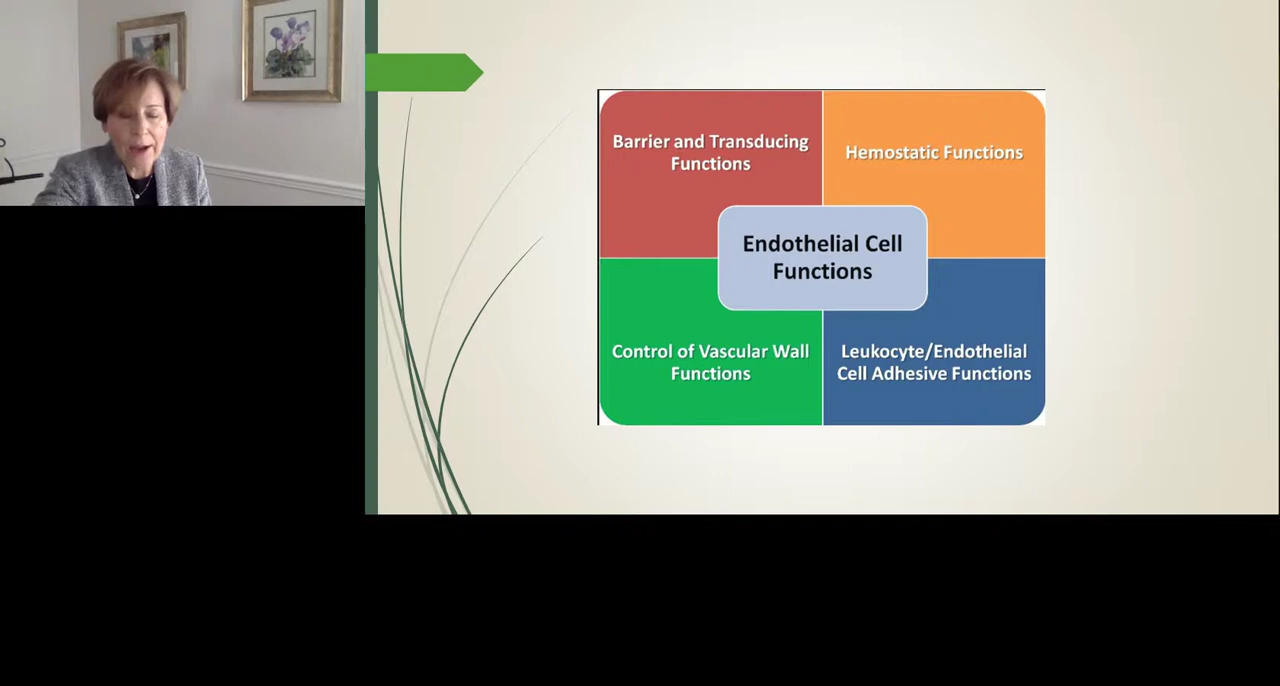 Barrier and Transducing
Functions
Hemostatic Functions
Endothelial Cell
Functions
Control of Vascular Wall
Functions
Leukocyte/Endothelial
Cell Adhesive Functions